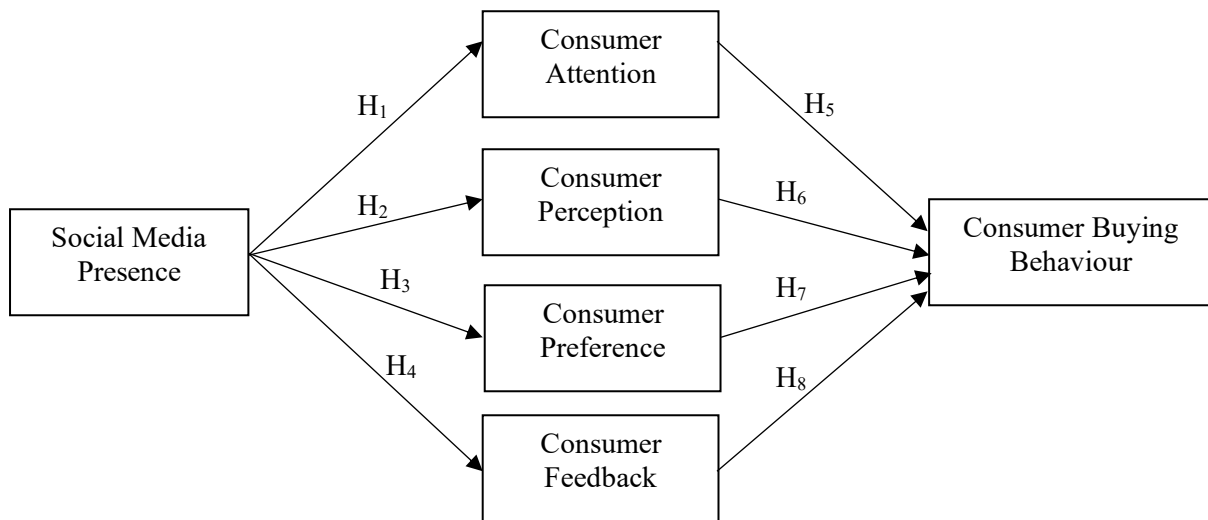 Consumer
Attention
H₁
H₅
Consumer
Perception
H₂
H₆
Social Media
Presence
Consumer Buying
Behaviour
H₃
H₇
Consumer
Preference
H₄
H₈
Consumer
Feedback